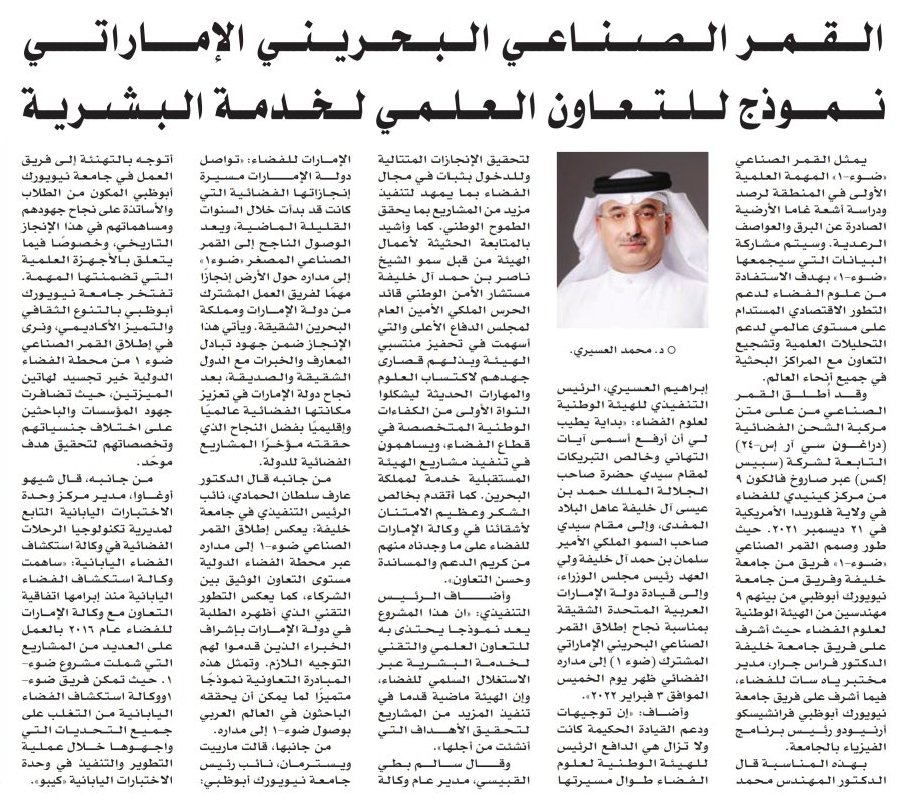 القمر الصناعي البحريني الإماراتي
نموذج للتعاون العلمي لخدمة البشرية
يمثل القمر الصناعي
«ضوء-١» المهمة العلمية
الأولى في المنطقة لرصد
ودراسة أشعة غاما الأرضية
الصادرة عن البرق والعواصف
الرعدية. وسيتم مشاركة
البيانات التي سيجمعها
«ضوء-١» بهدف الاستفادة
من علوم الفضاء لدعم
التطور الاقتصادي المستدام
على مستوى عالمي لدعم
التحليلات العلمية وتشجيع
التعاون مع المراكز البحثية
في جميع أنحاء العالم.
وقد أطلق القمر
الصناعي من على متن
مركبة الشحن الفضائية
(دراغون سي آر إس-٢٤)
التابعة لشركة (سبيس
إكس) عبر صاروخ فالكون ٩
من مركز كينيدي للفضاء
في ولاية فلوريدا الأمريكية
في ٢١ ديسمبر ٢٠٢١. حيث
طور وصمم القمر الصناعي
«ضوء-١» فريق من جامعة
خليفة وفريق من جامعة
نيويورك أبوظبي من بينهم ٩
مهندسين من الهيئة الوطنية
لعلوم الفضاء حيث أشرف
على فريق جامعة خليفة
الدكتور فراس جرار، مدير
مختبر ياه سات للفضاء،
فيما أشرف على فريق جامعة
نيويورك أبوظبي فرانشيسكو
أرنيودو رئيس برنامج
الفيزياء بالجامعة.
بهذه المناسبة قال
الدكتور المهندس محمد
د. محمد العسيري.
إبراهيم العسيري، الرئيس
التنفيذي للهيئة الوطنية
لعلوم الفضاء: «بداية يطيب
لي أن أرفع أسمى آيات
التهاني وخالص التبريكات
لمقام سيدي حضرة صاحب
الجلالة الملك حمد بن
عيسى آل خليفة عاهل البلاد
المفدى، وإلى مقام سيدي
صاحب السمو الملكي الأمير
سلمان بن حمد آل خليفة ولي
العهد رئيس مجلس الوزراء،
وإلى قيادة دولة الإمارات
العربية المتحدة الشقيقة
بمناسبة نجاح إطلاق القمر
الصناعي البحريني الإماراتي
المشترك (ضوء ١) إلى مداره
الفضائي ظهر يوم الخميس
الموافق ٣ فبراير ٢٠٢٢».
وأضاف: «إن توجيهات
ودعم القيادة الحكيمة كانت
ولا تزال هي الدافع الرئيس
للهيئة الوطنية لعلوم
الفضاء طوال مسيرتها
لتحقيق الإنجازات المتتالية
وللدخول بثبات في مجال
الفضاء بما يمهد لتنفيذ
مزيد من المشاريع بما يحقق
الطموح الوطني. كما وأشيد
بالمتابعة الحثيثة لأعمال
الهيئة من قبل سمو الشيخ
ناصر بن حمد آل خليفة
مستشار الأمن الوطني قائد
الحرس الملكي الأمين العام
لمجلس الدفاع الأعلى والتي
أسهمت في تحفيز منتسبي
الهيئة وبذلهم قصارى
جهدهم لاكتساب العلوم
والمهارات الحديثة ليشكلوا
النواة الأولى من الكفاءات
الوطنية المتخصصة في
قطاع الفضاء، ويساهمون
في تنفيذ مشاريع الهيئة
المستقبلية خدمة لمملكة
البحرين. كما أتقدم بخالص
الشكر وعظيم الامتنان
لأشقائنا في وكالة الإمارات
للفضاء على ما وجدناه منهم
من كريم الدعم والمساندة
وحسن التعاون».
وأضاف الرئيس
التنفيذي: «ان هذا المشروع
يعد نموذجا يحتذى به
للتعاون العلمي والتقني
لخدمة البشرية عبر
الاستغلال السلمي للفضاء،
وإن الهيئة ماضية قدما في
تنفيذ المزيد من المشاريع
لتحقيق الأهداف التي
أنشئت من أجلها».
وقال سالم بطي
القبيسي، مدير عام وكالة
الإمارات للفضاء: «تواصل
دولة الإمارات مسيرة
إنجازاتها الفضائية التي
كانت قد بدأت خلال السنوات
القليلة الماضية، ويعد
الوصول الناجح إلى القمر
الصناعي المصغر «ضوء١»
إلى مداره حول الأرض إنجازًا
مهمًا لفريق العمل المشترك
من دولة الإمارات ومملكة
البحرين الشقيقة. ويأتي هذا
الإنجاز ضمن جهود تبادل
المعارف والخبرات مع الدول
الشقيقة والصديقة، بعد
نجاح دولة الإمارات في تعزيز
مكانتها الفضائية عالميًا
وإقليميًا بفضل النجاح الذي
حققته مؤخرًا المشاريع
الفضائية للدولة.
من جانبه قال الدكتور
عارف سلطان الحمادي، نائب
الرئيس التنفيذي في جامعة
خليفة: يعكس إطلاق القمر
الصناعي ضوء-١ إلى مداره
عبر محطة الفضاء الدولية
مستوى التعاون الوثيق بين
الشركاء، كما يعكس التطور
التقني الذي أظهره الطلبة
في دولة الإمارات بإشراف
الخبراء الذين قدموا لهم
التوجيه اللازم. وتمثل هذه
المبادرة التعاونية نموذجًا
متميزًا لما يمكن أن يحققه
الباحثون في العالم العربي
بوصول ضوء-١ إلى مداره.
من جانبها، قالت مارييت
ويسترمان، نائب رئيس
جامعة نيويورك أبوظبي:
أتوجه بالتهنئة إلى فريق
العمل في جامعة نيويورك
أبوظبي المكون من الطلاب
والأساتذة على نجاح جهودهم
ومساهماتهم في هذا الإنجاز
التاريخي، وخصوصًا فيما
يتعلق بالأجهزة العلمية
التي تضمنتها المهمة.
تفتخر جامعة نيويورك
أبوظبي بالتنوع الثقافي
والتميز الأكاديمي، ونرى
في إطلاق القمر الصناعي
ضوء ١ من محطة الفضاء
الدولية خير تجسيد لهاتين
الميزتين، حيث تضافرت
جهود المؤسسات والباحثين
على اختلاف جنسياتهم
وتخصصاتهم لتحقيق هدف
موحّد.
من جانبه، قال شيهو
أوغاوا، مدير مركز وحدة
الاختبارات اليابانية التابع
لمديرية تكنولوجيا الرحلات
الفضائية في وكالة استكشاف
الفضاء اليابانية: «ساهمت
وكالة استكشاف الفضاء
اليابانية منذ إبرامها اتفاقية
التعاون مع وكالة الإمارات
للفضاء عام ٢٠١٦ بالعمل
على العديد من المشاريع
التي شملت مشروع ضوء-
١. حيث تمكن فريق ضوء-
١ووكالة استكشاف الفضاء
اليابانية من التغلب على
جميع التحديات التي
واجهوها خلال عملية
التطوير والتنفيذ في وحدة
الاختبارات اليابانية «كيبو».